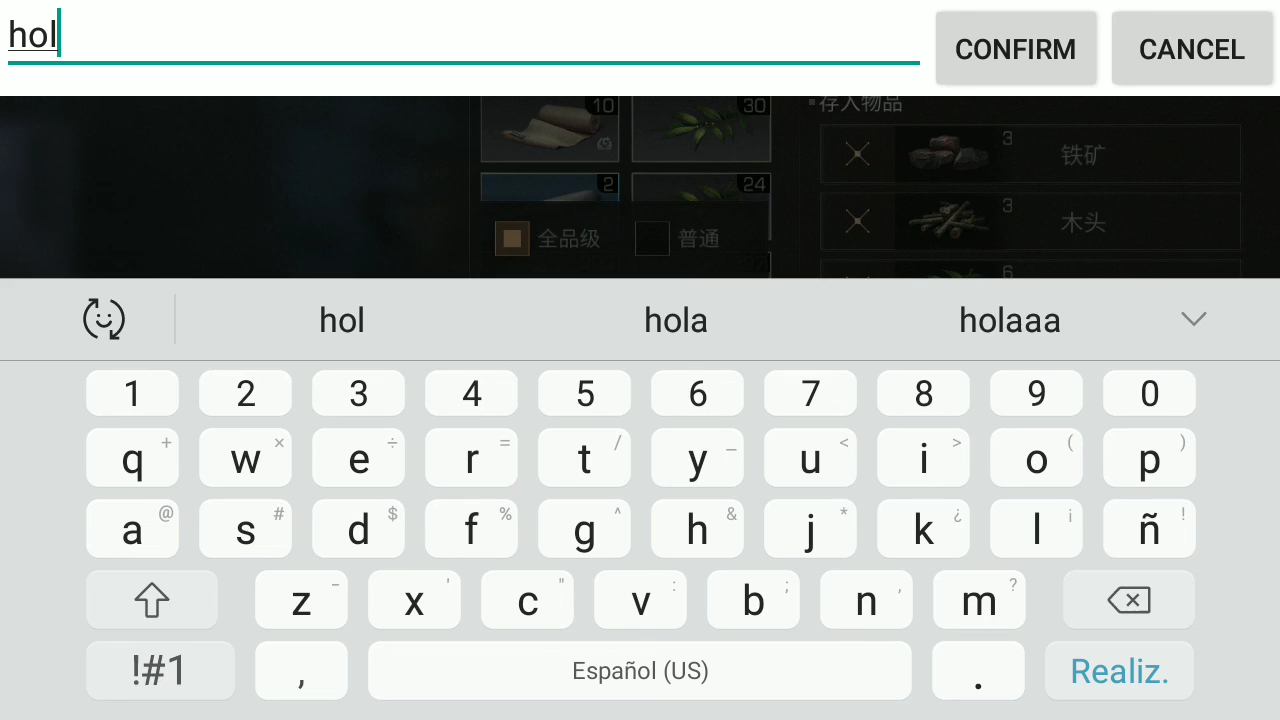 hol
CONFIRM
CANCEL
10
30
存入物品
3
铁矿
2
24
3
木头
全品级
普通
6
hol
hola
holaaa
1 2 3 4 5 6 7 8 9 0
q + w × e ÷ r = t / y _ u < i > o ( p )
a @ s # d $ f % g ^ h & j * k ¿ l ¡ ñ !
z - x ' c " v : b ; n , m ?
!#1 , Español (US) . Realiz.